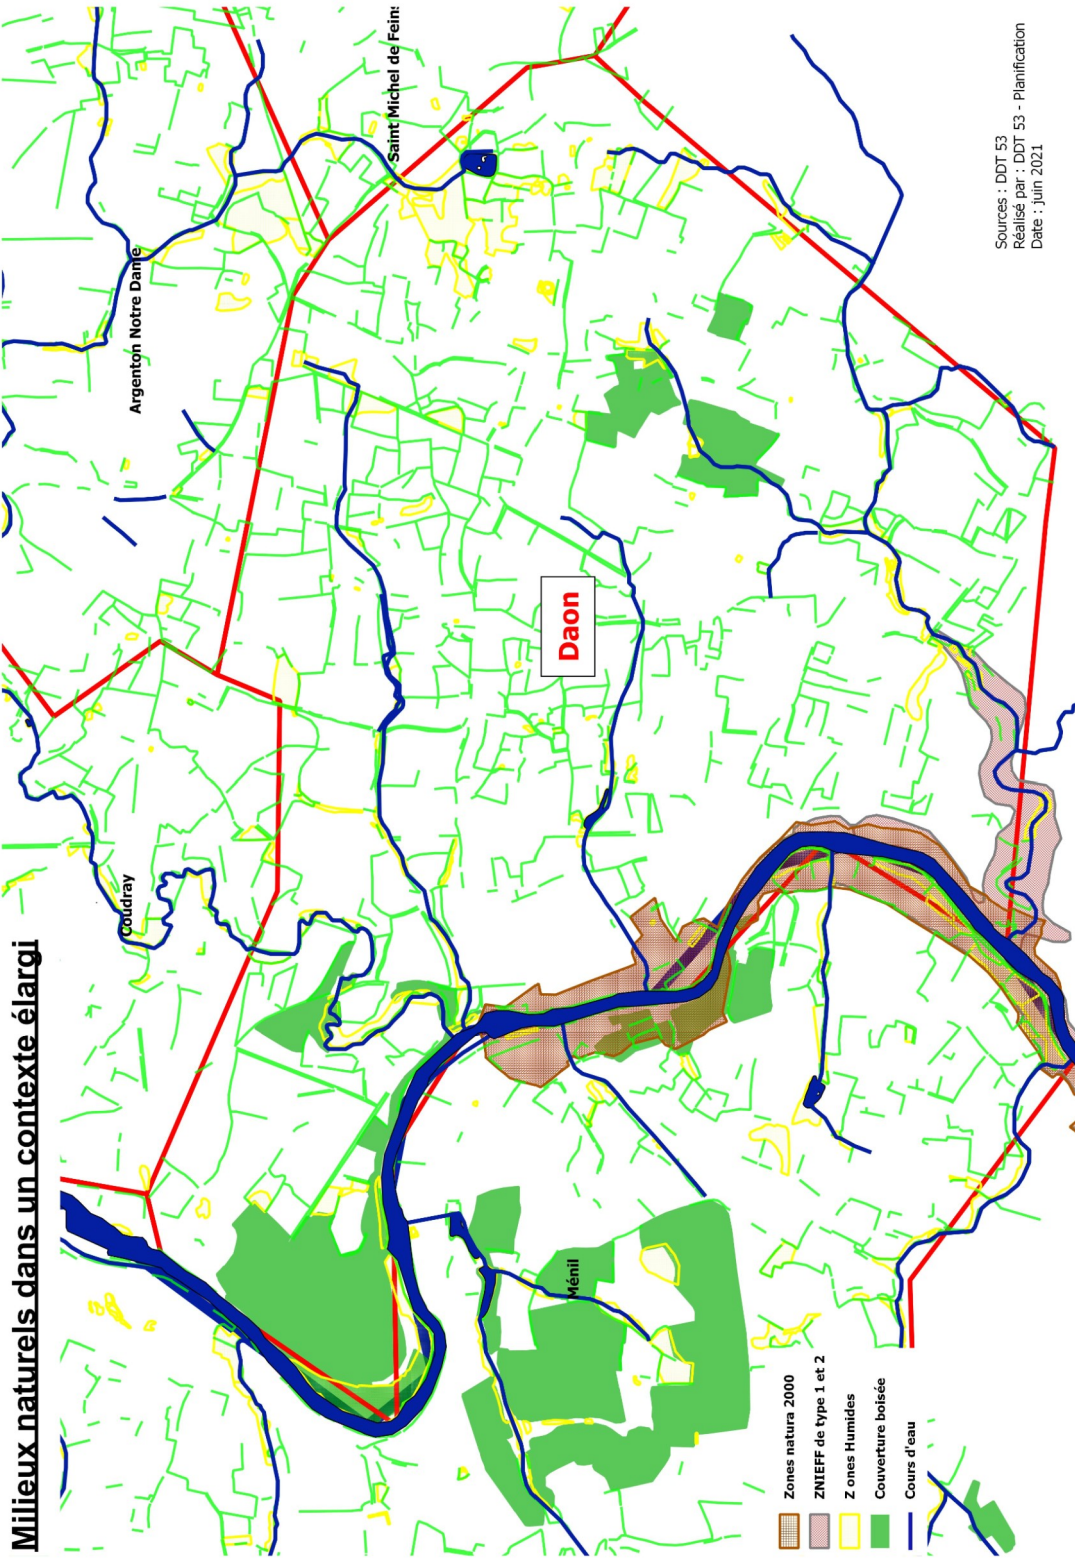 Milieux naturels dans un contexte élargi
Argenton Notre Dame
Saint Michel de Feins
Coudray
Daon
Ménil
Zones natura 2000
ZNIEFF de type 1 et 2
Z ones Humides
Couverture boisée
Cours d'eau
Sources : DDT 53
Réalisé par : DDT 53 - Planification
Date : juin 2021